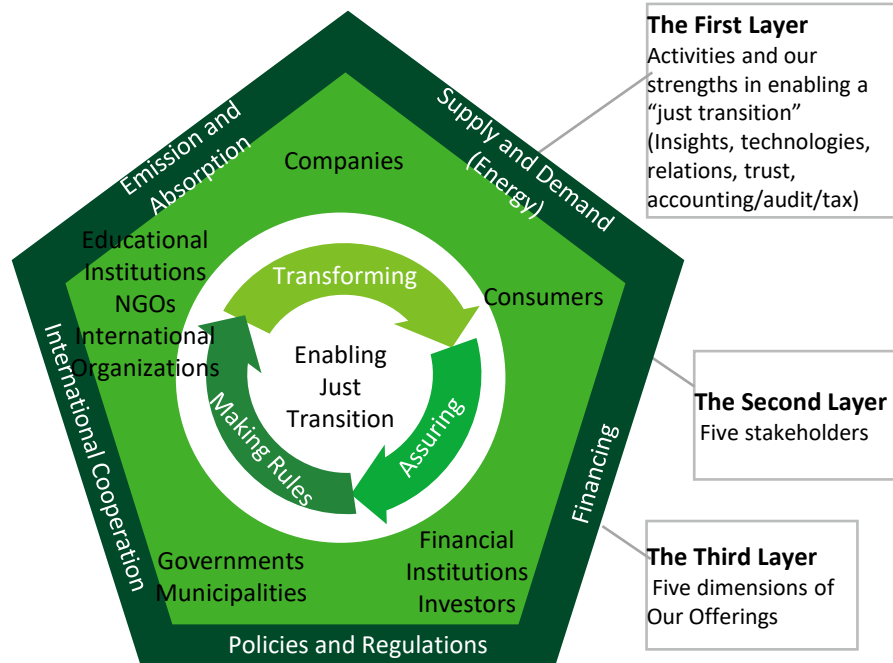 Emission and
Absorption
Supply and Demand
(Energy)
Companies
Educational
Institutions
NGOs
International
Organizations
Consumers
Transforming
Enabling
Just
Transition
Making Rules
Assuring
International Cooperation
Financing
Governments
Municipalities
Financial
Institutions
Investors
Policies and Regulations
The First Layer
Activities and our
strengths in enabling a
“just transition”
(Insights, technologies,
relations, trust,
accounting/audit/tax)
The Second Layer
Five stakeholders
The Third Layer
Five dimensions of
Our Offerings